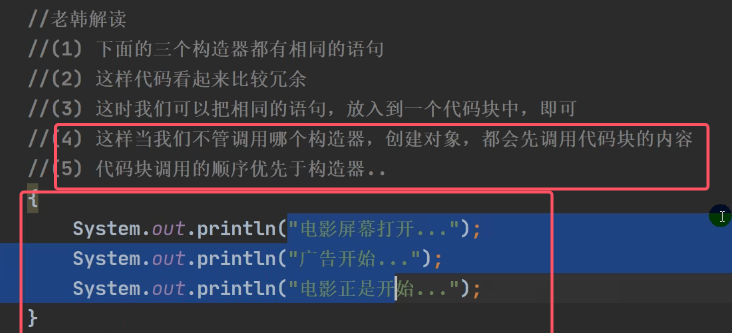 //老韩解读
//(1) 下面的三个构造器都有相同的语句
//(2) 这样代码看起来比较冗余
//(3) 这时我们可以把相同的语句，放入到一个代码块中，即可
//(4) 这样当我们不管调用哪个构造器，创建对象，都会先调用代码块的内容
//(5) 代码块调用的顺序优先于构造器..
{
System.out.println("电影屏幕打开...");
System.out.println("广告开始...");
System.out.println("电影正是开始...");
}